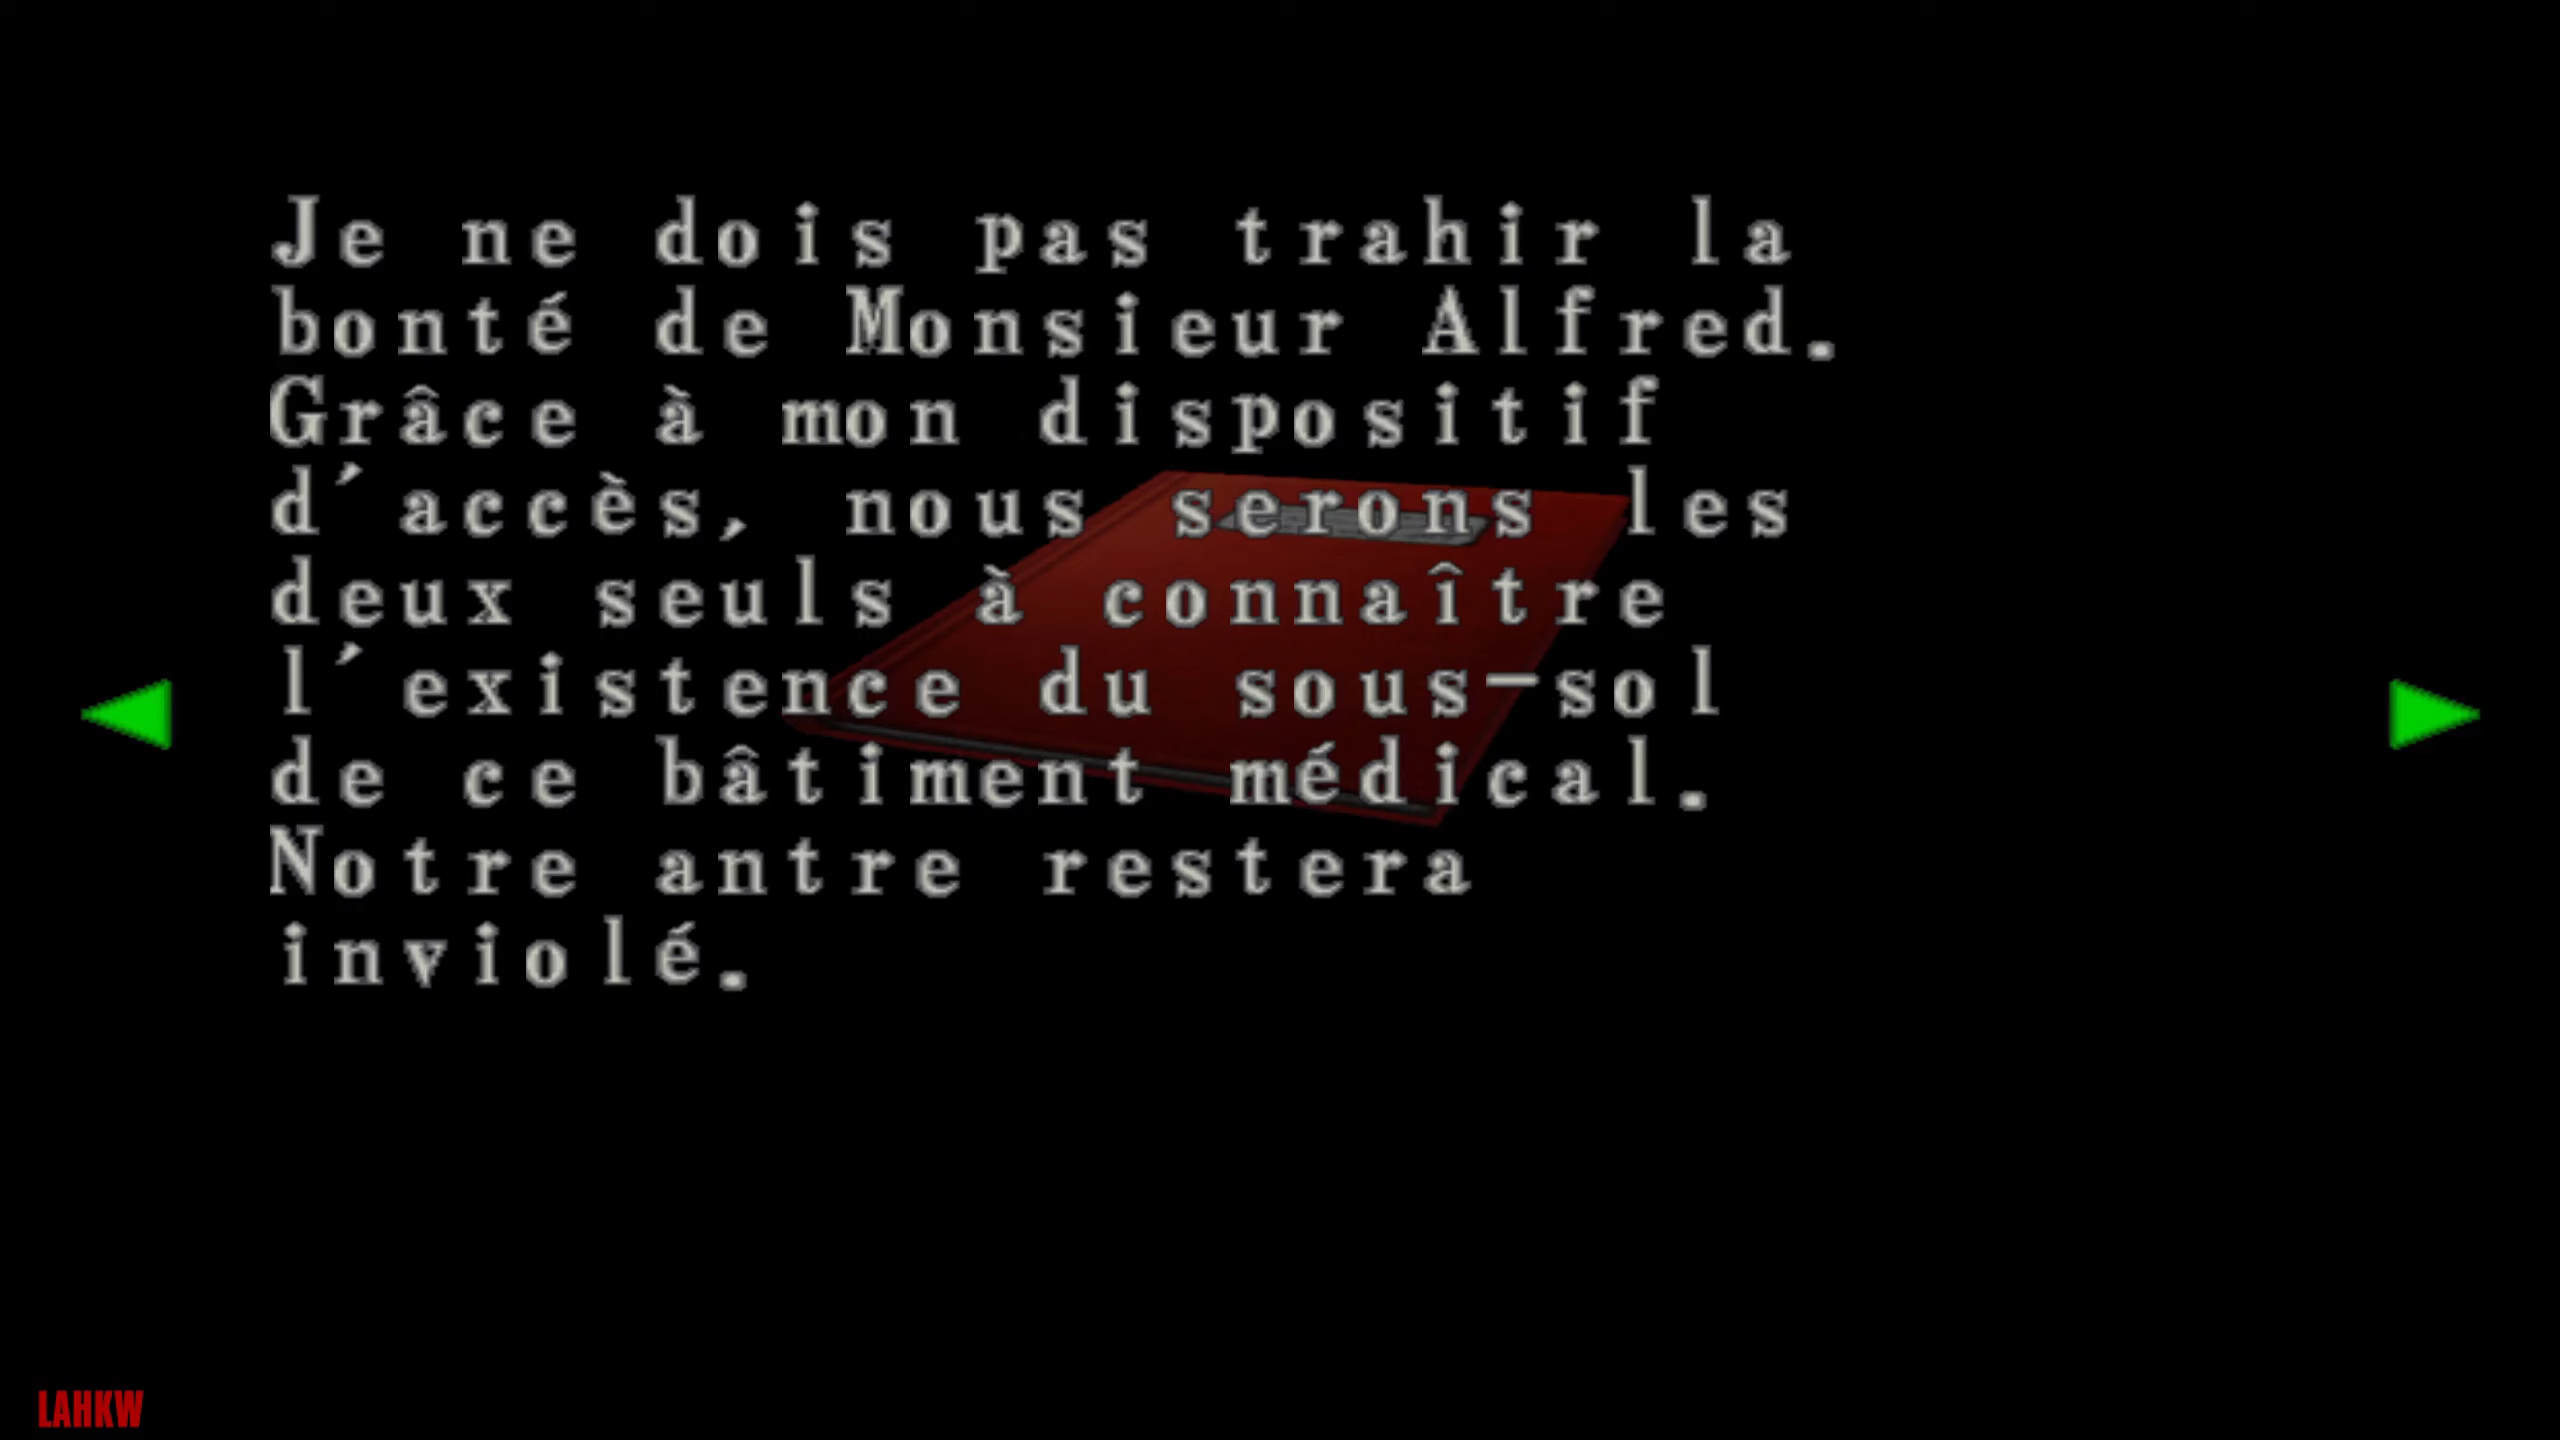 Je ne dois pas trahir la
bonté de Monsieur Alfred.
Grâce à mon dispositif
d'accès, nous serons les
deux seuls à connaître
l'existence du sous-sol
de ce bâtiment médical.
Notre antre restera
inviolé.
LAHKW